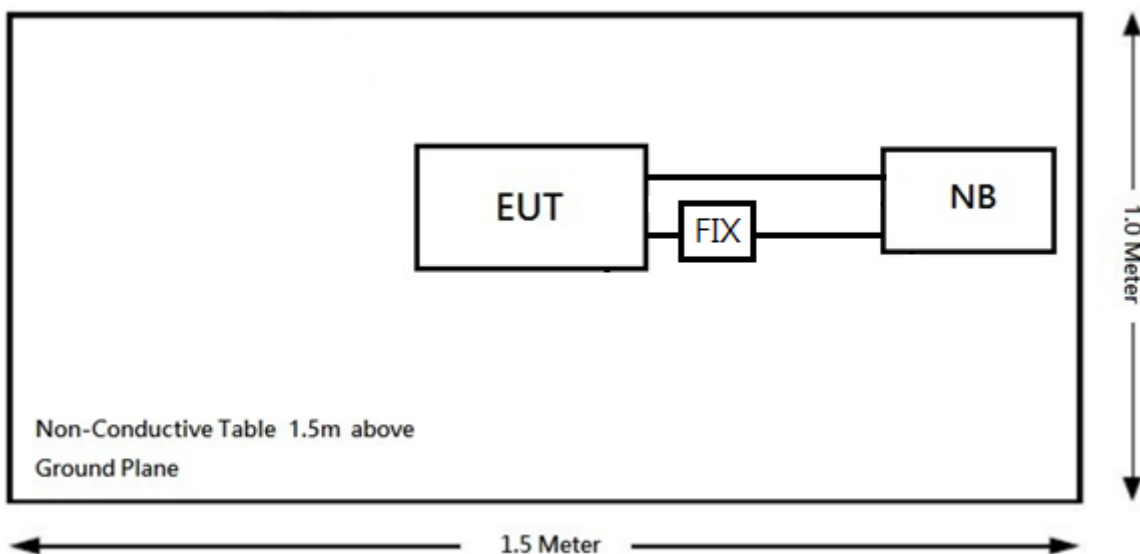 EUT
NB
FIX
1.0 Meter
Non-Conductive Table 1.5m above
Ground Plane
1.5 Meter